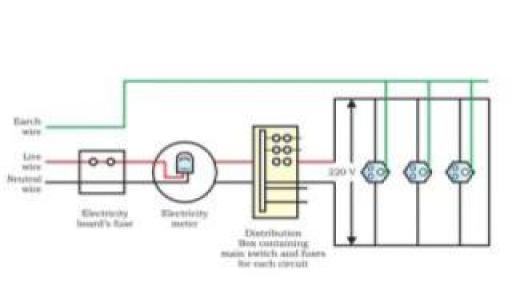 Earth
wire
Live
wire
Neutral
wire
220 V
Electricity
board's fuse
Electricity
meter
Distribution
Box containing
main switch and fuses
for each circuit